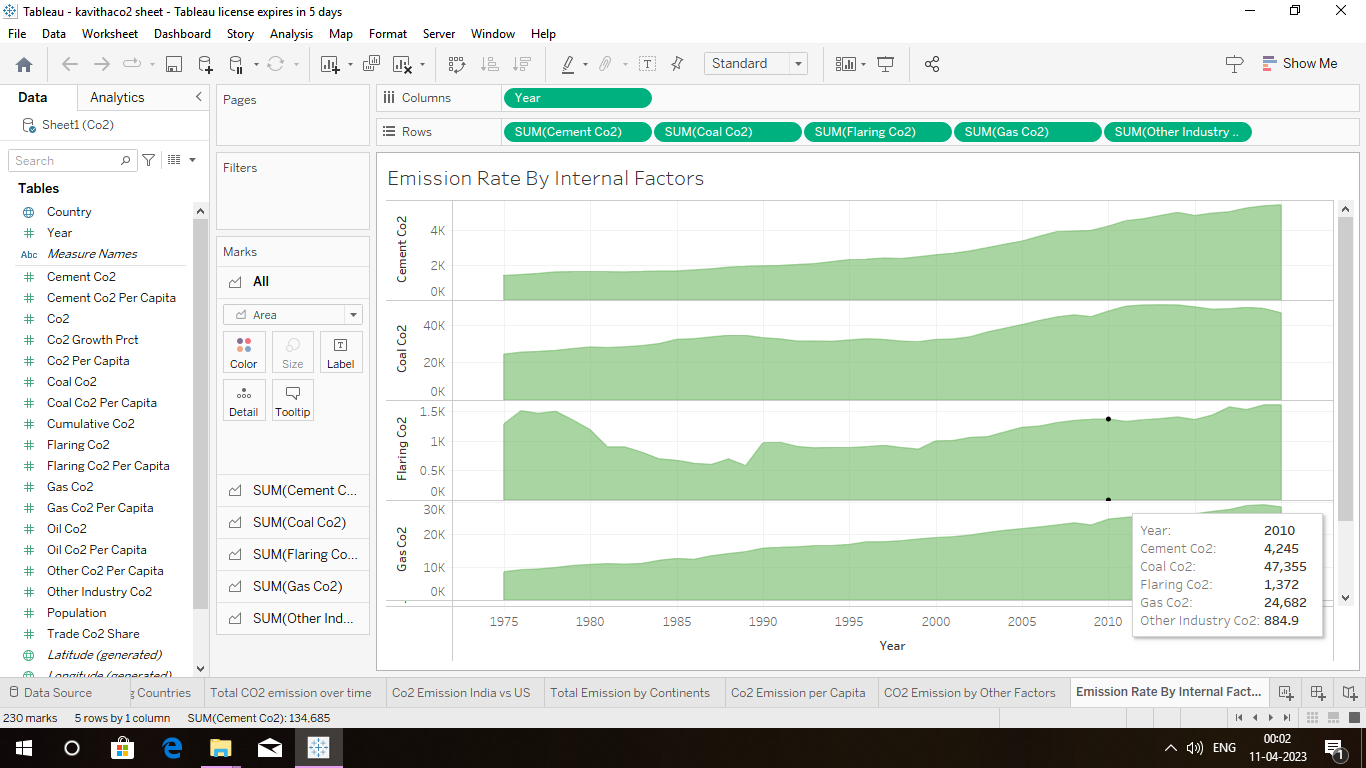 Tableau - kavithaco2 sheet - Tableau license expires in 5 days
File Data Worksheet Dashboard Story Analysis Map Format Server Window Help
Standard
Show Me
Data Analytics
Sheet1 (Co2)
Search
Tables
Country
Year
Abc Measure Names
Cement Co2
Cement Co2 Per Capita
Co2
Co2 Growth Prct
Co2 Per Capita
Coal Co2
Coal Co2 Per Capita
Cumulative Co2
Flaring Co2
Flaring Co2 Per Capita
Gas Co2
Gas Co2 Per Capita
Oil Co2
Oil Co2 Per Capita
Other Co2 Per Capita
Other Industry Co2
Population
Trade Co2 Share
Latitude (generated)
Longitude (generated)
Pages
Filters
Marks
All
Area
Color Size Label
Detail Tooltip
SUM(Cement C...
SUM(Coal Co2)
SUM(Flaring Co...
SUM(Gas Co2)
SUM(Other Ind...
Columns Year
Rows SUM(Cement Co2) SUM(Coal Co2) SUM(Flaring Co2) SUM(Gas Co2) SUM(Other Industry ..
Emission Rate By Internal Factors
Cement Co2
4K
2K
0K
Coal Co2
40K
20K
0K
Flaring Co2
1.5K
1K
0.5K
0K
Gas Co2
30K
20K
10K
0K
1975 1980 1985 1990 1995 2000 2005 2010
Year
Year: 2010
Cement Co2: 4,245
Coal Co2: 47,355
Flaring Co2: 1,372
Gas Co2: 24,682
Other Industry Co2: 884.9
Data Source g Countries Total CO2 emission over time Co2 Emission India vs US Total Emission by Continents Co2 Emission per Capita CO2 Emission by Other Factors Emission Rate By Internal Fact...
230 marks 5 rows by 1 column SUM(Cement Co2): 134,685
ENG
00:02
11-04-2023
1